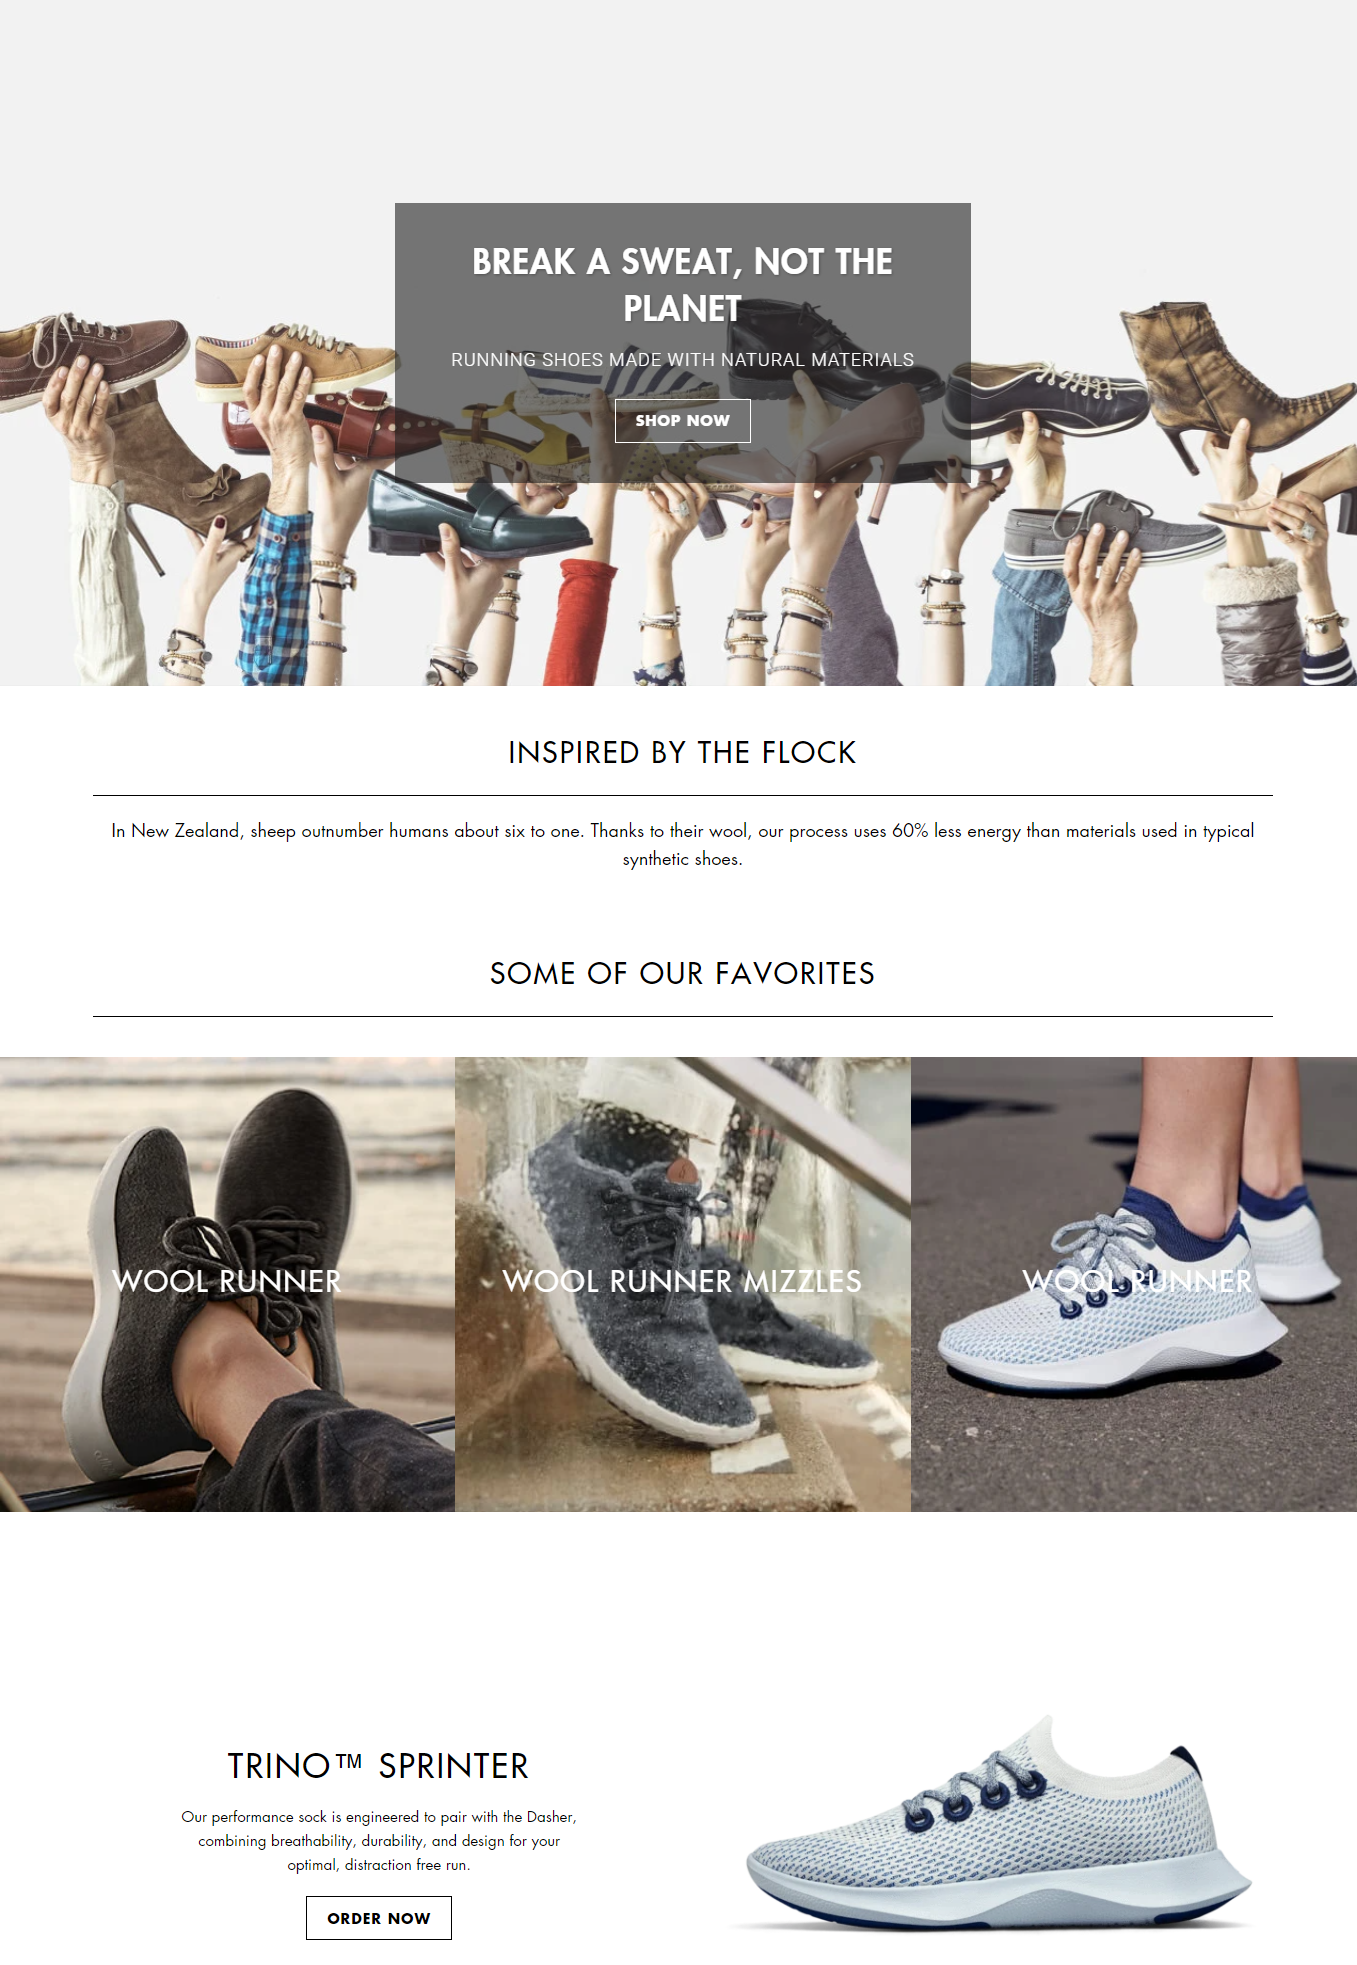 BREAK A SWEAT, NOT THE
PLANET
RUNNING SHOES MADE WITH NATURAL MATERIALS
SHOP NOW
INSPIRED BY THE FLOCK
In New Zealand, sheep outnumber humans about six to one. Thanks to their wool, our process uses 60% less energy than materials used in typical
synthetic shoes.
SOME OF OUR FAVORITES
WOOL RUNNER
WOOL RUNNER MIZZLES
WOOL RUNNER
TRINO™ SPRINTER
Our performance sock is engineered to pair with the Dasher,
combining breathability, durability, and design for your
optimal, distraction free run.
ORDER NOW